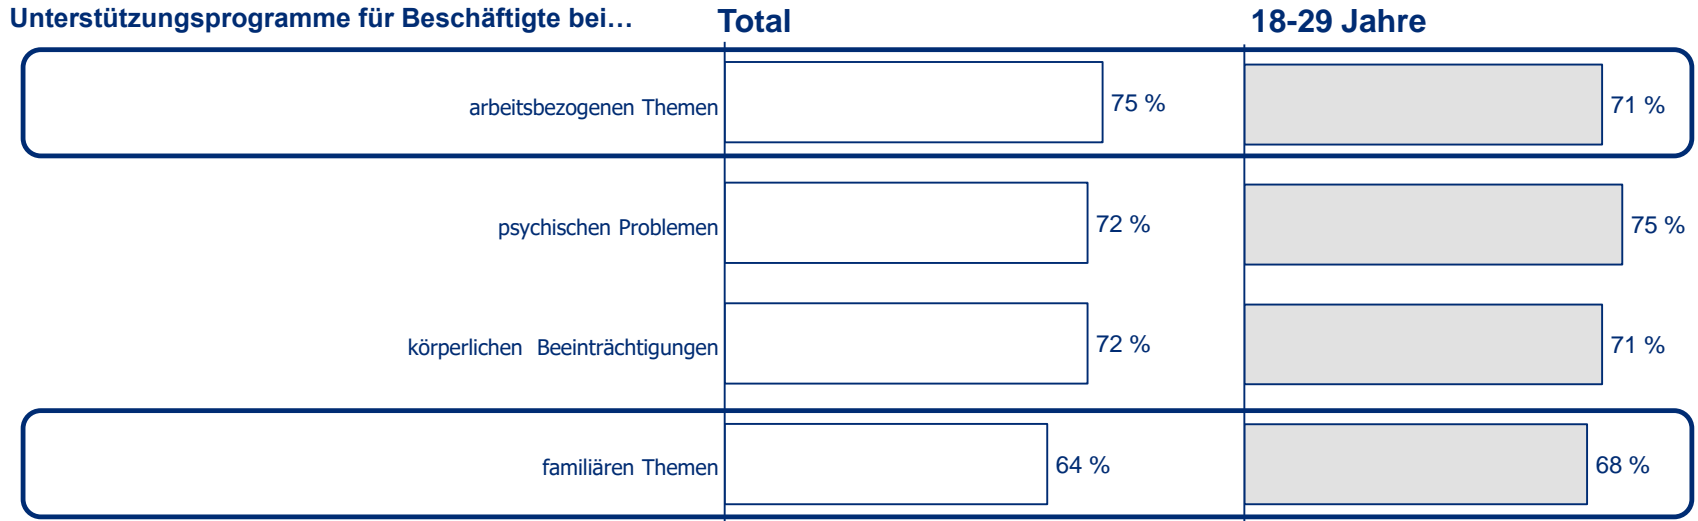 Unterstützungsprogramme für Beschäftigte bei… Total 18-29 Jahre
arbeitsbezogenen Themen 75 % 71 %
psychischen Problemen 72 % 75 %
körperlichen Beeinträchtigungen 72 % 71 %
familiären Themen 64 % 68 %